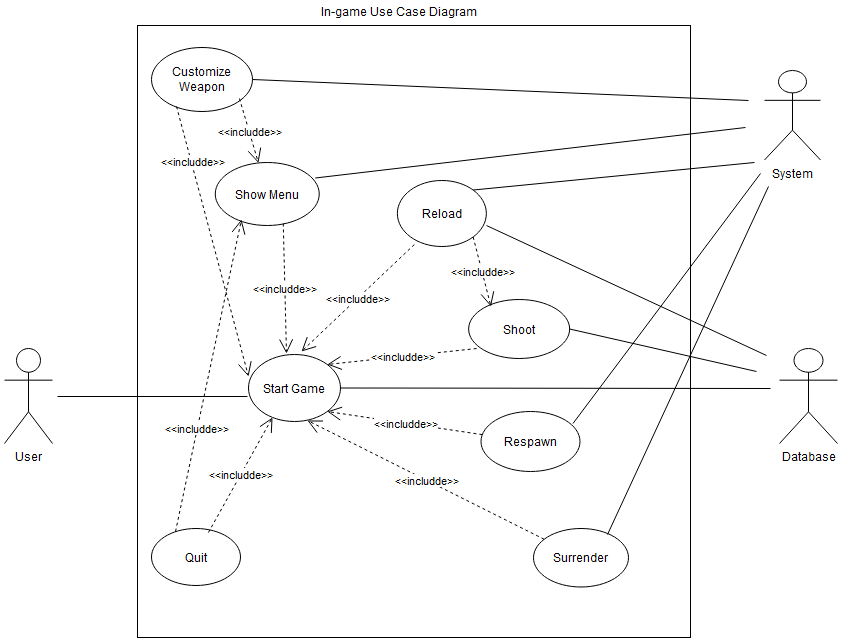 In-game Use Case Diagram
Customize
Weapon
<<includde>>
<<includde>>
System
Show Menu
Reload
<<includde>>
<<includde>>
<<includde>>
Shoot
<<includde>>
Start Game
User
Database
<<includde>>
<<includde>>
Respawn
<<includde>>
<<includde>>
Quit
Surrender